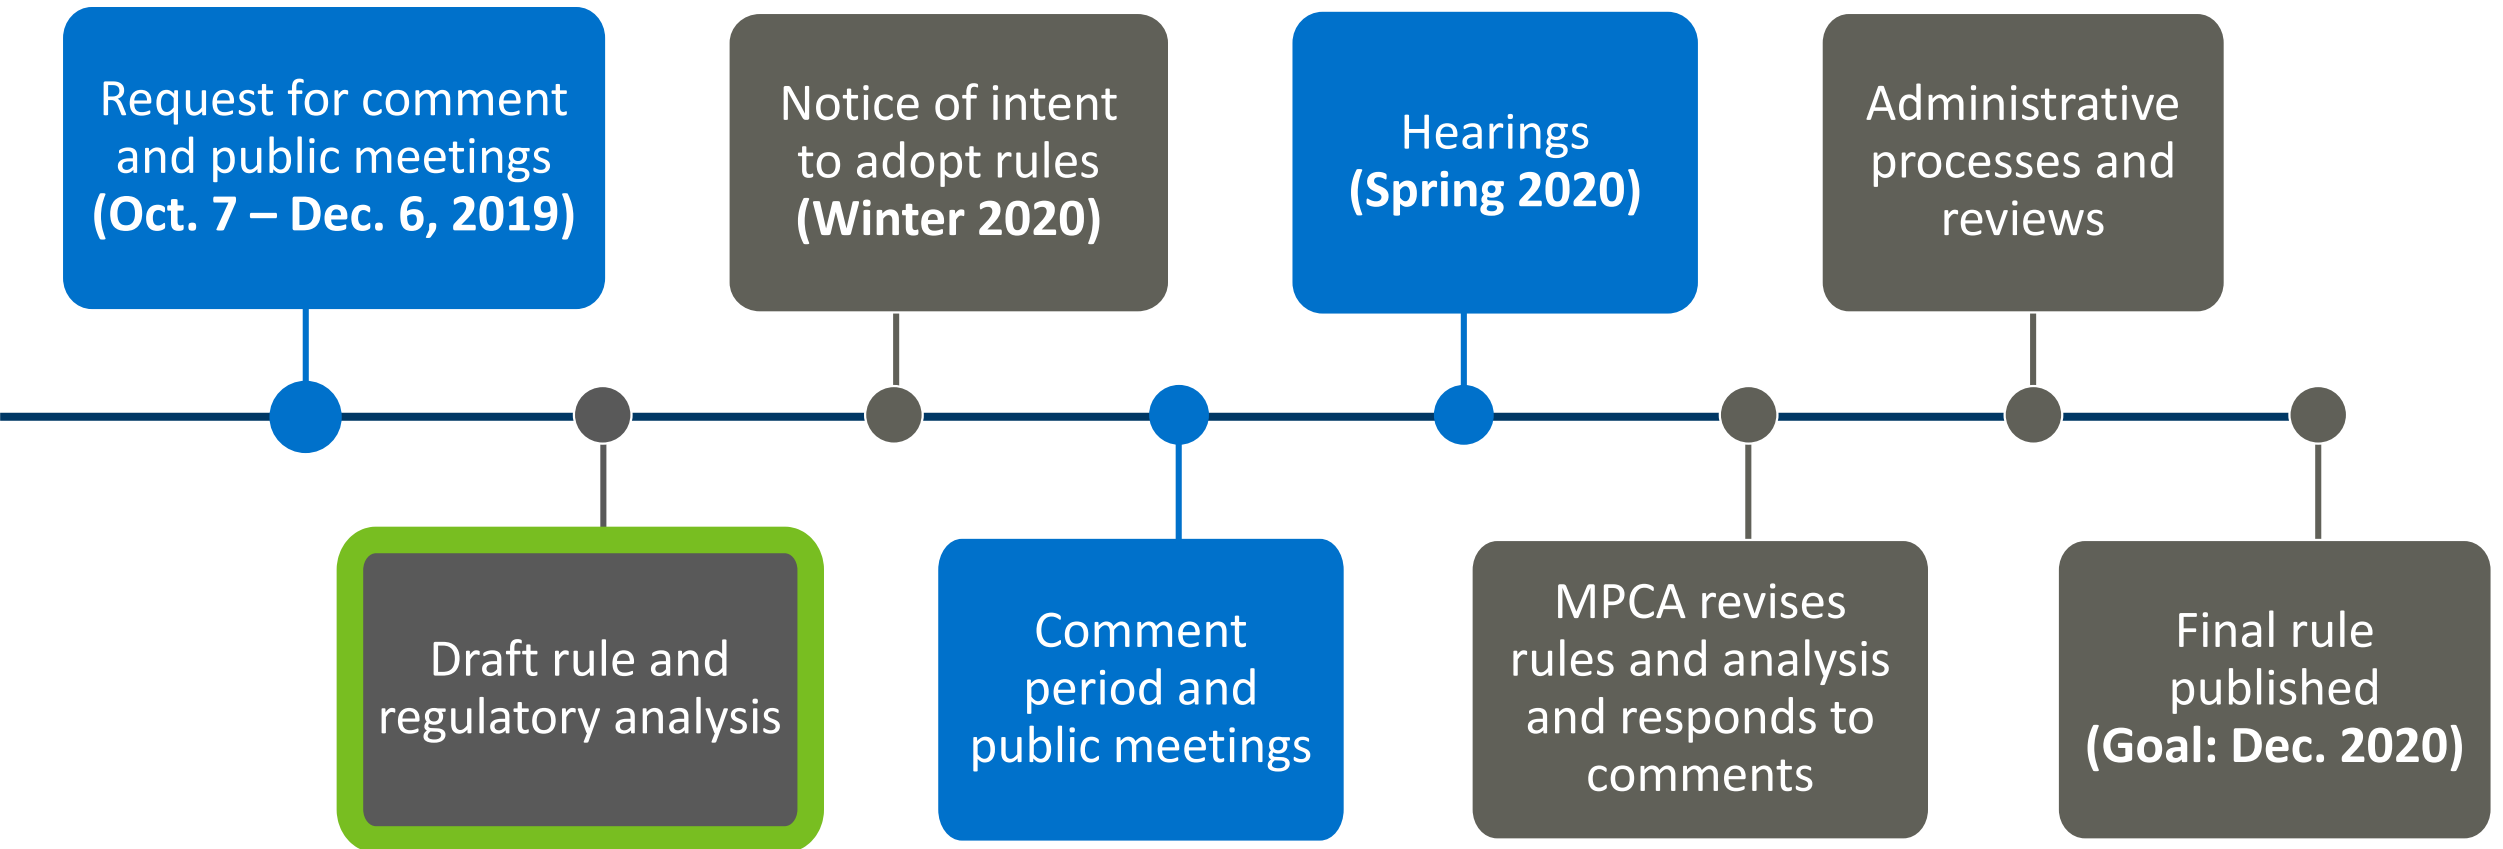 Request for comment
and public meetings
(Oct. 7 – Dec. 6, 2019)
Draft rule and
regulatory analysis
Notice of intent
to adopt rules
(Winter 2020)
Comment
period and
public meetings
Hearings
(Spring 2020)
MPCA revises
rules and analysis
and responds to
comments
Administrative
processes and
reviews
Final rule
published
(Goal: Dec. 2020)